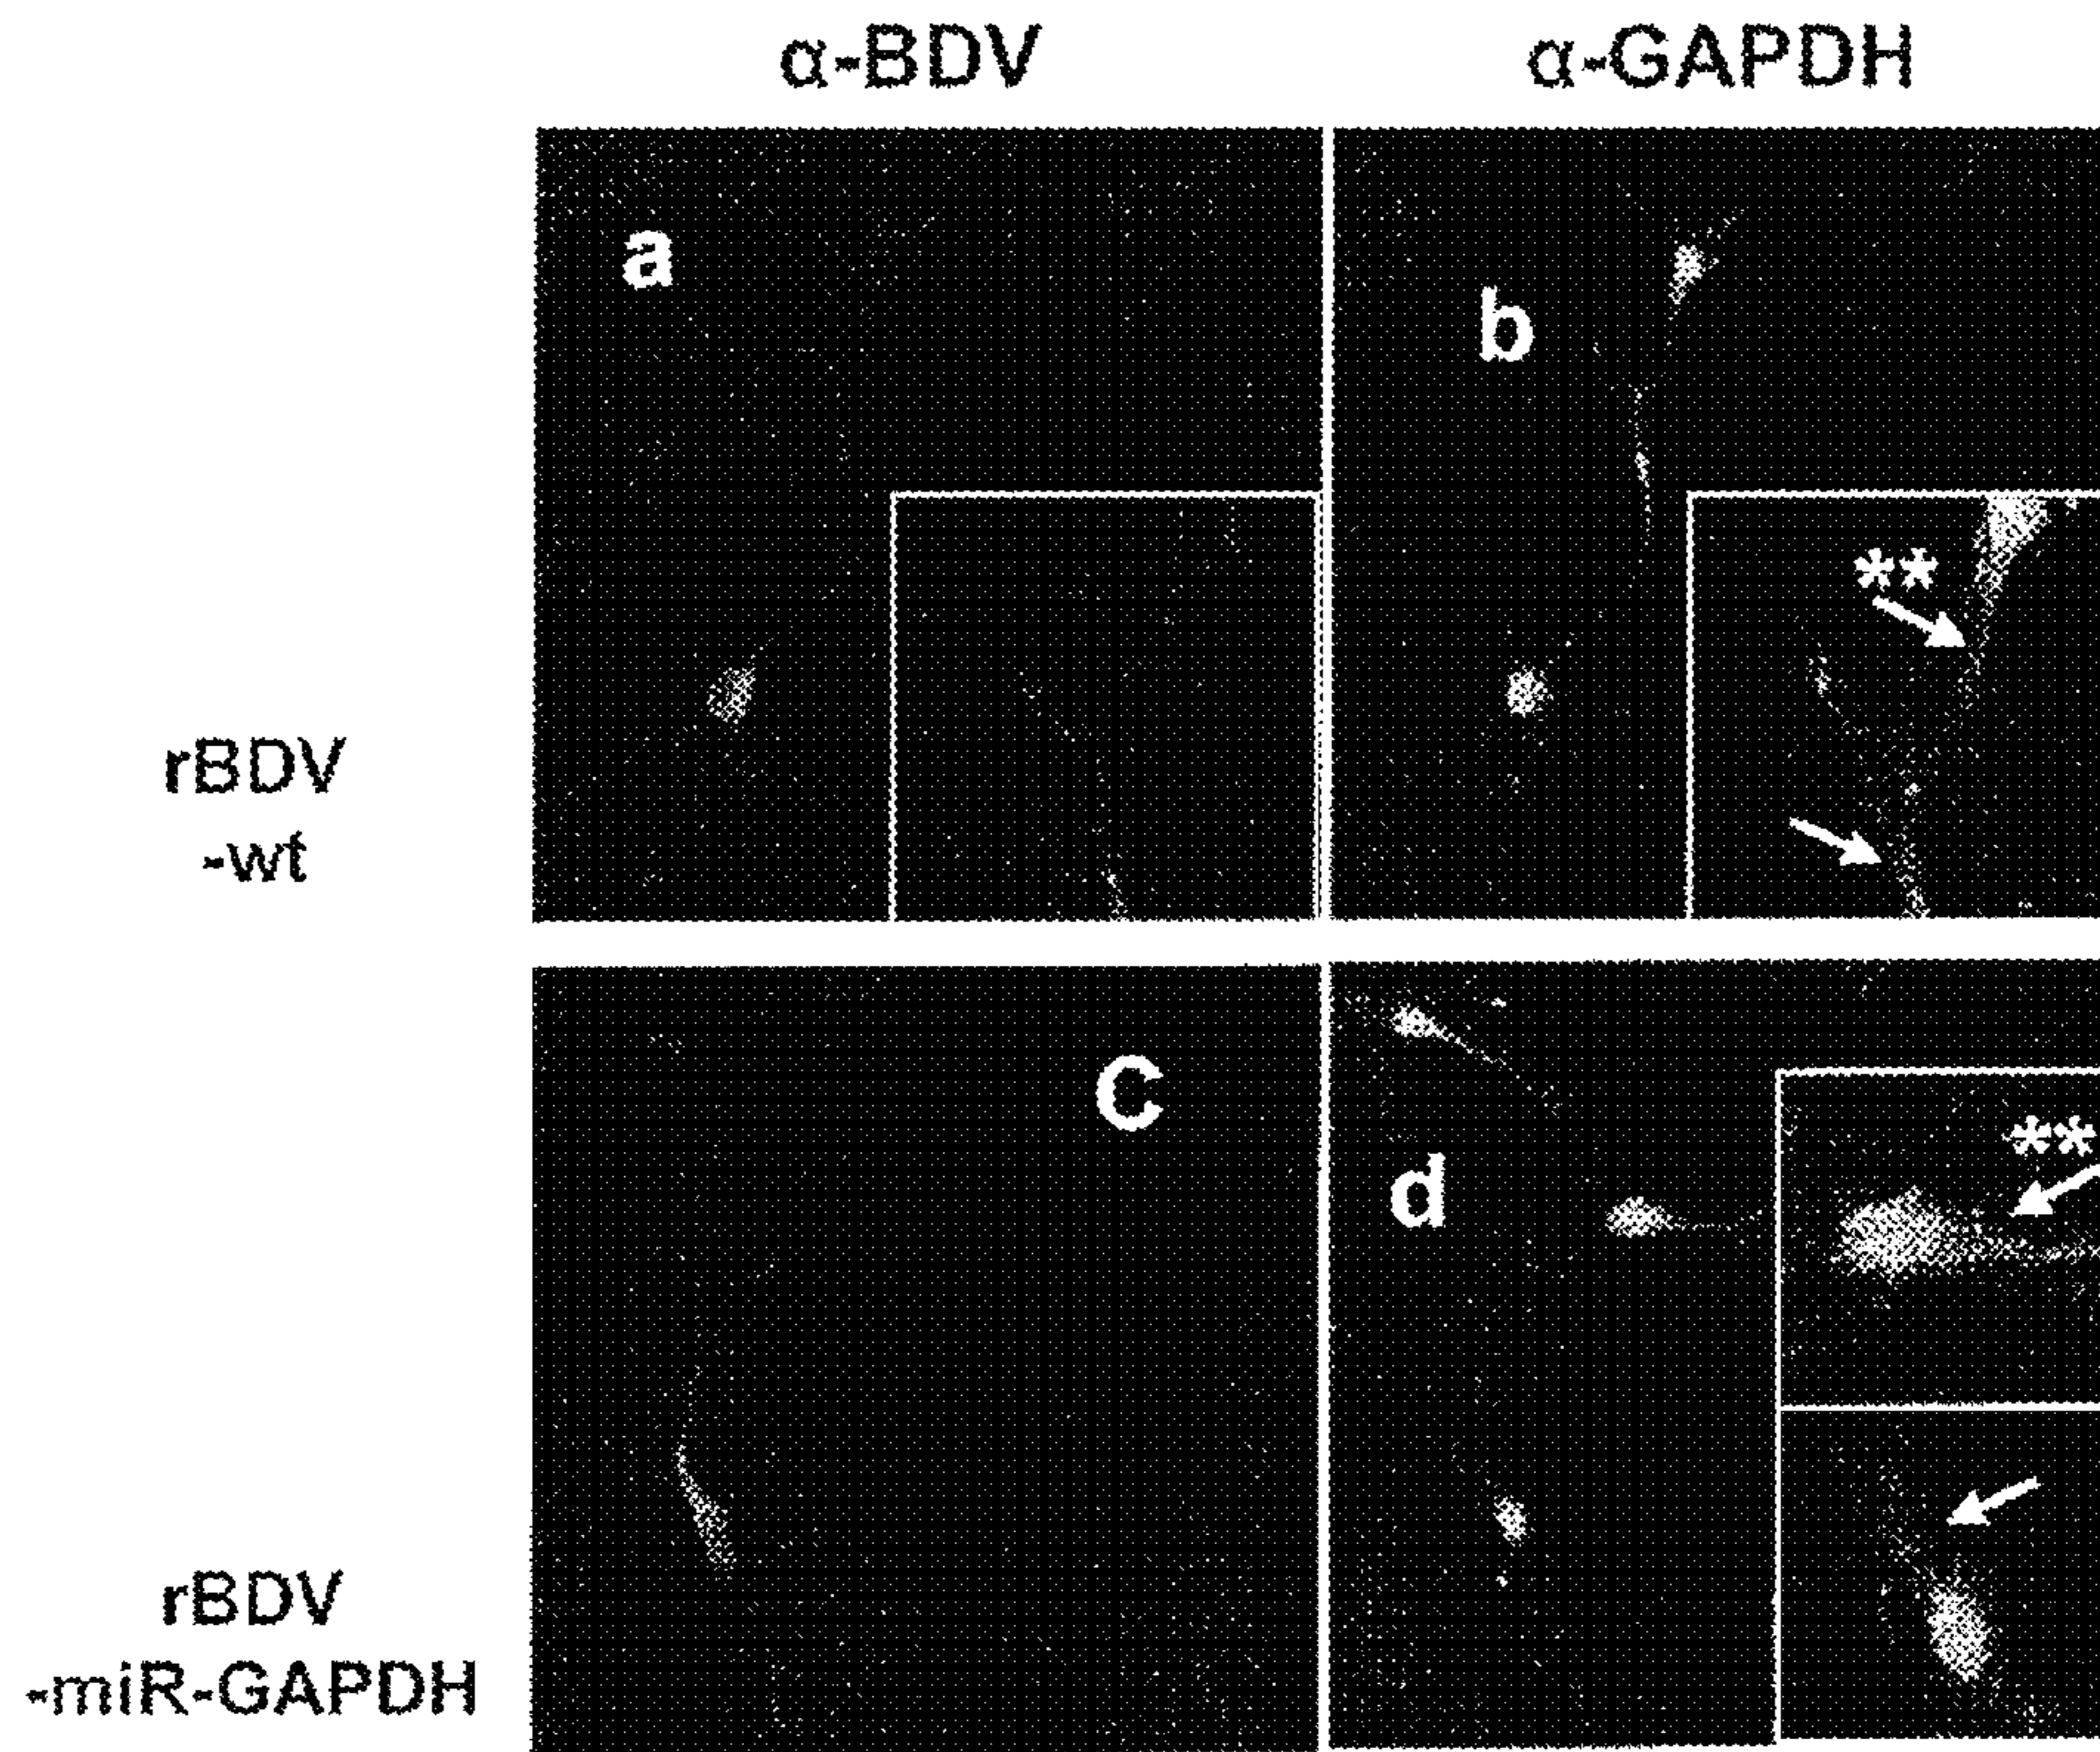 α-BDV α-GAPDH
a
b
**
rBDV
-wt
c
**
d
rBDV
-miR-GAPDH